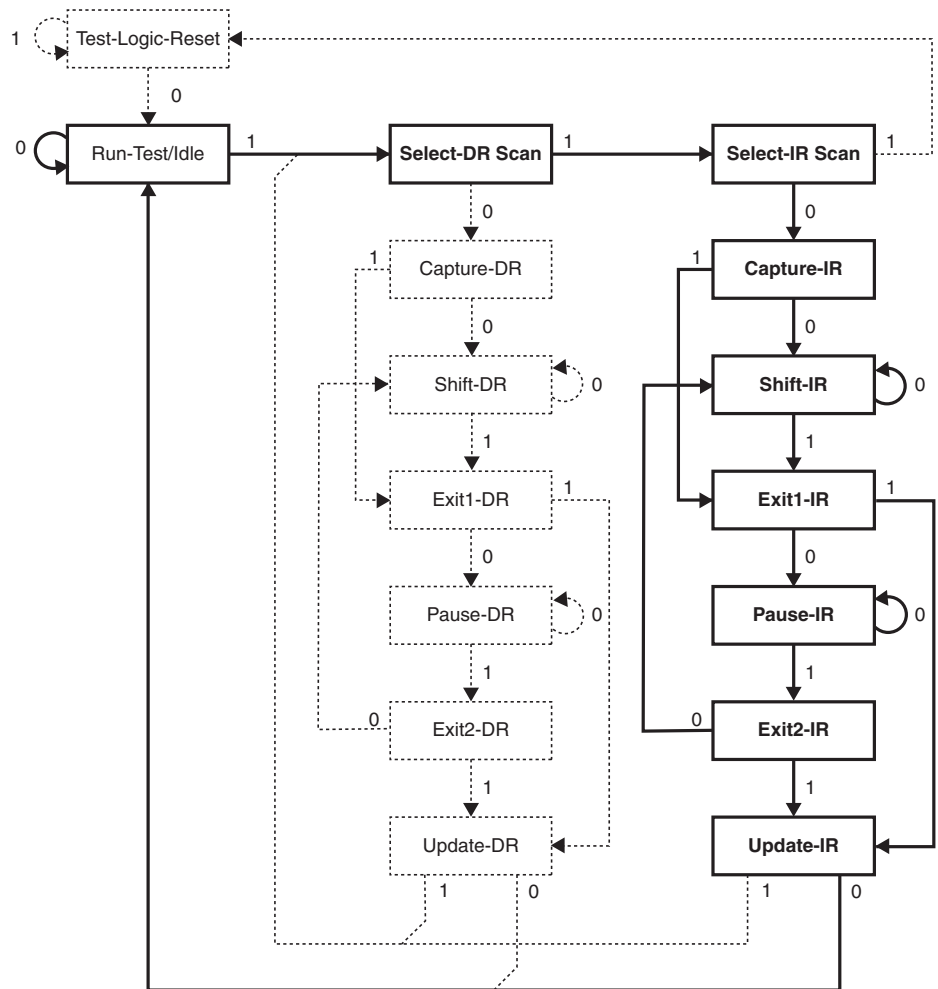 Test-Logic-Reset
1
0
0
Run-Test/Idle
1
Select-DR Scan
1
Select-IR Scan
1
0
0
1
Capture-DR
1
Capture-IR
0
0
Shift-DR
0
Shift-IR
0
1
1
Exit1-DR
1
Exit1-IR
1
0
0
Pause-DR
0
Pause-IR
0
1
1
0
Exit2-DR
0
Exit2-IR
1
1
Update-DR
Update-IR
1
0
1
0